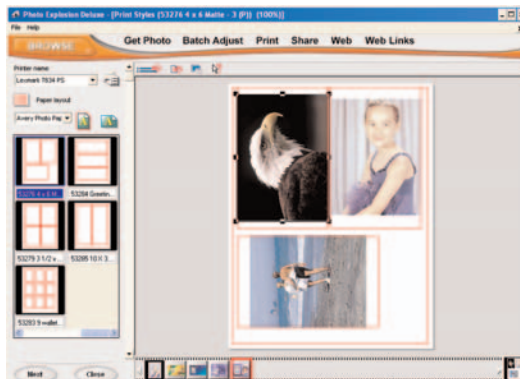 Photo Explosion Deluxe - [Print Styles (53276 4 x 6 Matte - 3 (P)) (100%)]
File Help
BROWSE
Get Photo Batch Adjust Print Share Web Web Links
Printer name
Lexmark T634 PS
Paper layout
Avery Photo Pap
53276 4 x 6 M...
53284 Greetin...
53279 3 1/2 x ...
53285 10 X 3...
53283 9 wallet...
Next Close